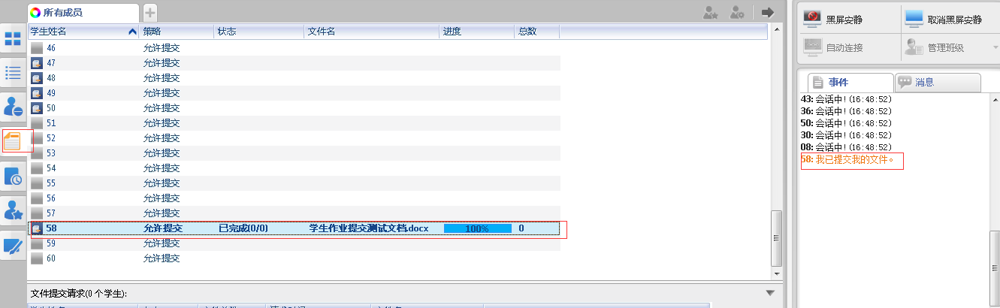 所有成员
学生姓名 策略 状态 文件名 进度 总数
46 允许提交
47 允许提交
48 允许提交
49 允许提交
50 允许提交
51 允许提交
52 允许提交
53 允许提交
54 允许提交
55 允许提交
56 允许提交
57 允许提交
58 允许提交 已完成(0/0) 学生作业提交测试文档.docx 100% 0
59 允许提交
60 允许提交
文件提交请求(0 个学生):
黑屏安静 取消黑屏安静
自动连接 管理班级
事件 消息
43: 会话中! (16:48:52)
36: 会话中! (16:48:52)
50: 会话中! (16:48:52)
30: 会话中! (16:48:52)
08: 会话中! (16:48:52)
58: 我已提交我的文件。